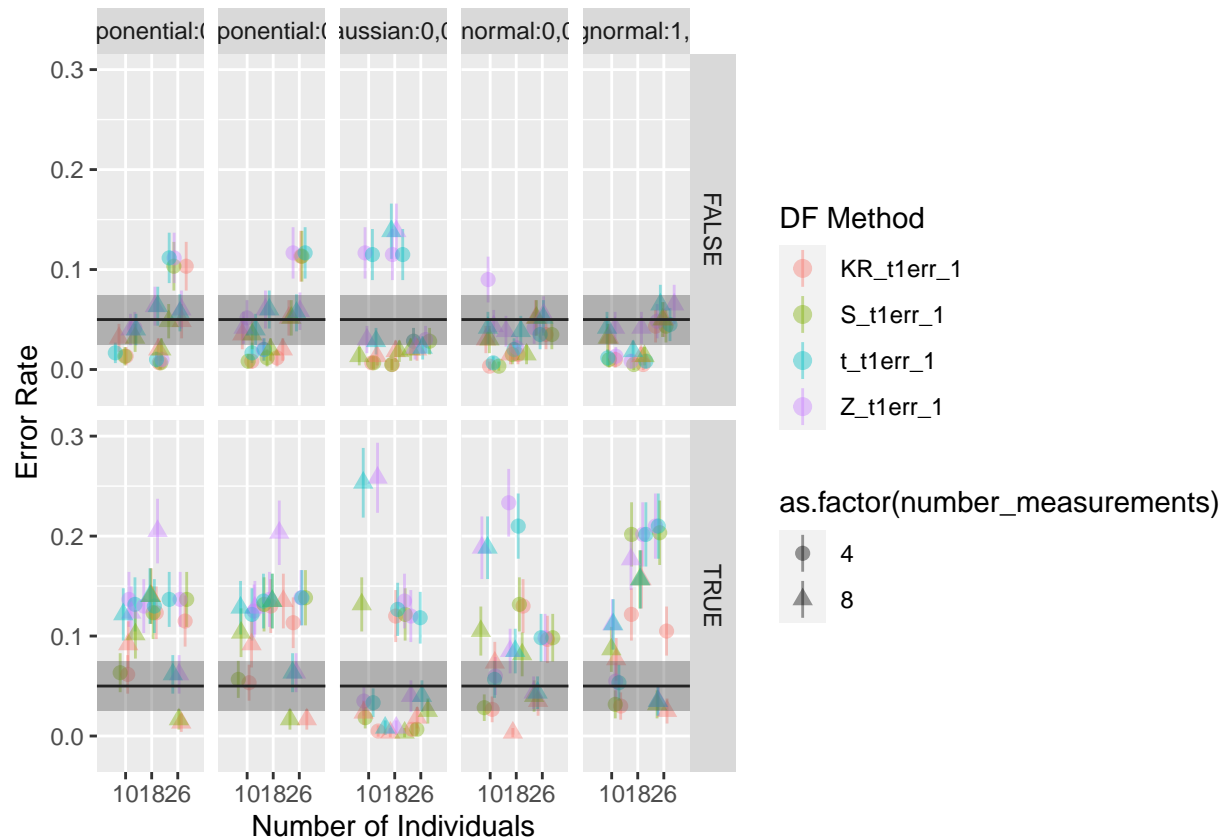 ponential:0
ponential:0
aussian:0,0
normal:0,0
gnormal:1,
0.3
0.2
0.1
0.0
FALSE
0.3
0.2
0.1
0.0
TRUE
Error Rate
101826
101826
101826
101826
101826
Number of Individuals
DF Method
KR_t1err_1
S_t1err_1
t_t1err_1
Z_t1err_1
as.factor(number_measurements)
4
8